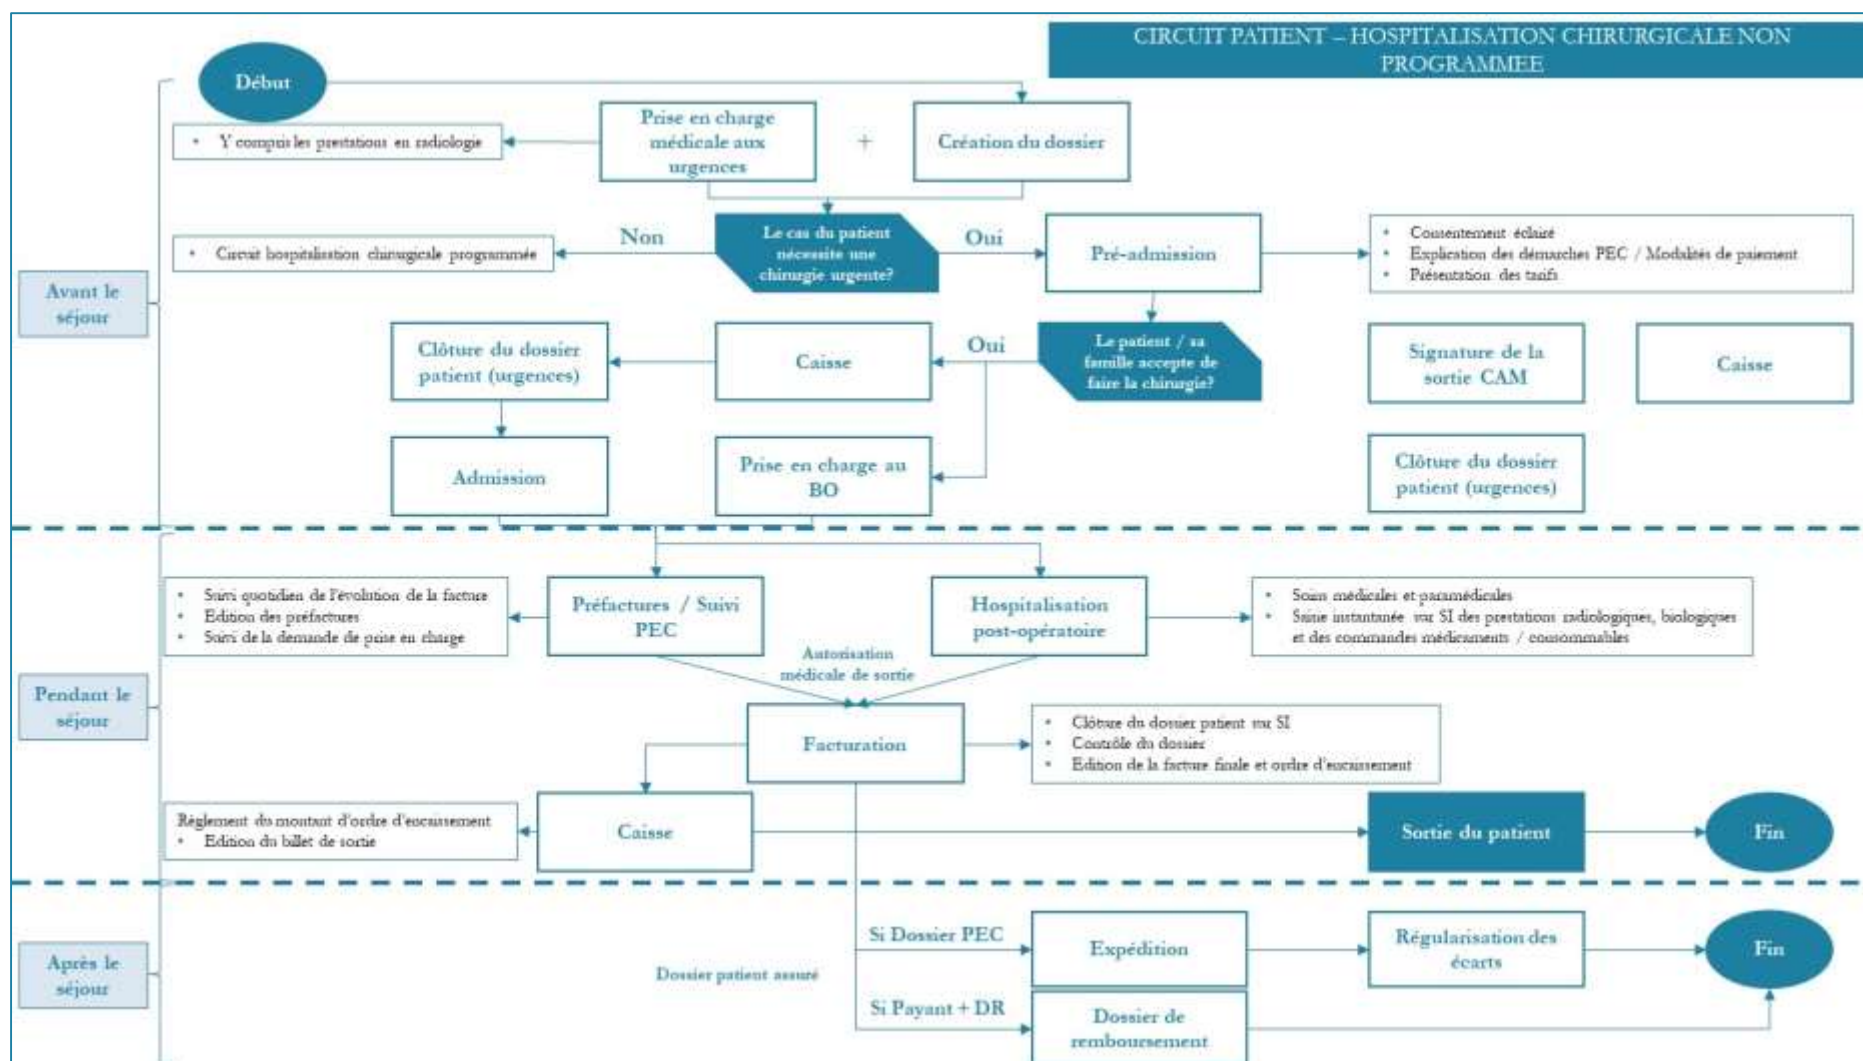 CIRCUIT PATIENT – HOSPITALISATION CHIRURGICALE NON
PROGRAMMEE
Début
Prise en charge
médicale aux
urgences
+
Création du dossier
• Y compris les prestations en radiologie
Avant le
séjour
• Circuit hospitalisation chirurgicale programmée
Non
Le cas du patient
nécessite une
chirurgie urgente?
Oui
Pré-admission
• Consentement éclairé
• Explication des démarches PEC / Modalités de paiement
• Présentation des tarifs
Clôture du dossier
patient (urgences)
Caisse
Oui
Le patient / sa
famille accepte de
faire la chirurgie?
Signature de la
sortie CAM
Caisse
Admission
Prise en charge au
BO
Clôture du dossier
patient (urgences)
Pendant le
séjour
• Suivi quotidien de l'évolution de la facture
• Edition des préfactures
• Suivi de la demande de prise en charge
Préfactures / Suivi
PEC
Hospitalisation
post-opératoire
• Soins médicales et paramédicales
• Saisie instantanée sur SI des prestations radiologiques, biologiques
et des commandes médicaments / consommables
Autorisation
médicale de sortie
Facturation
• Clôture du dossier patient sur SI
• Contrôle du dossier
• Edition de la facture finale et ordre d'encaissement
Réglement du montant d'ordre d'encaissement
• Edition du billet de sortie
Caisse
Sortie du patient
Fin
Après le
séjour
Dossier patient assuré
Si Dossier PEC
Expédition
Régularisation des
écarts
Fin
Si Payant + DR
Dossier de
remboursement